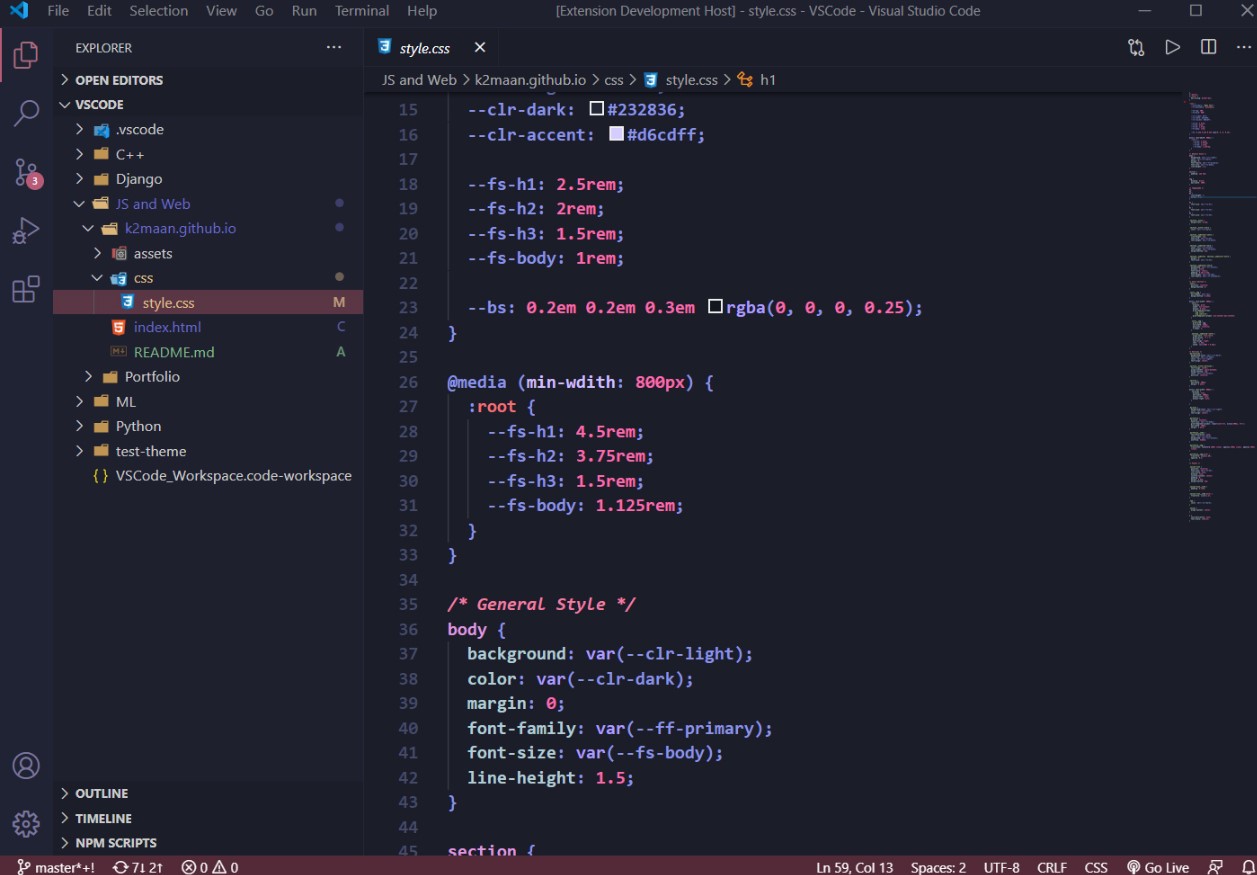 File Edit Selection View Go Run Terminal Help [Extension Development Host] - style.css - VSCode - Visual Studio Code
EXPLORER
OPEN EDITORS
VSCODE
.vscode
C++
Django
JS and Web
k2maan.github.io
assets
css
style.css M
index.html C
README.md A
Portfolio
ML
Python
test-theme
{ } VSCode_Workspace.code-workspace
OUTLINE
TIMELINE
NPM SCRIPTS
3
style.css
JS and Web > k2maan.github.io > css > style.css > h1
15 --clr-dark: #232836;
16 --clr-accent: #d6cdff;
17
18 --fs-h1: 2.5rem;
19 --fs-h2: 2rem;
20 --fs-h3: 1.5rem;
21 --fs-body: 1rem;
22
23 --bs: 0.2em 0.2em 0.3em rgba(0, 0, 0, 0.25);
24 }
25
26 @media (min-wdith: 800px) {
27 :root {
28 --fs-h1: 4.5rem;
29 --fs-h2: 3.75rem;
30 --fs-h3: 1.5rem;
31 --fs-body: 1.125rem;
32 }
33 }
34
35 /* General Style */
36 body {
37 background: var(--clr-light);
38 color: var(--clr-dark);
39 margin: 0;
40 font-family: var(--ff-primary);
41 font-size: var(--fs-body);
42 line-height: 1.5;
43 }
44
45 section {
master*+! 7↓ 2↑ 0 0 Ln 59, Col 13 Spaces: 2 UTF-8 CRLF CSS Go Live